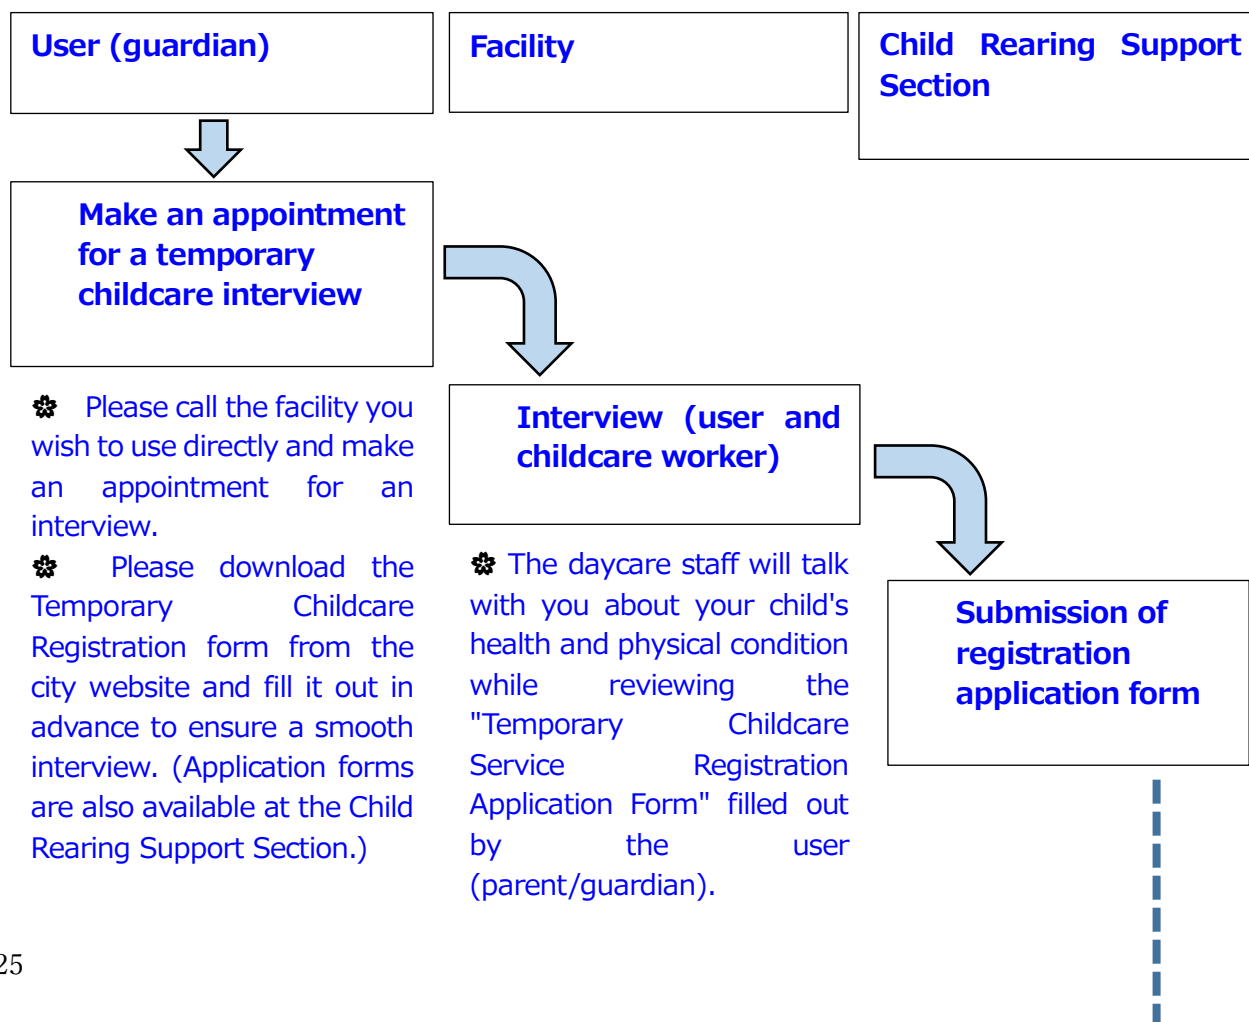 User (guardian)
Facility
Child Rearing Support
Section
Make an appointment
for a temporary
childcare interview
Please call the facility you
wish to use directly and make
an appointment for an
interview.
Please download the
Temporary Childcare
Registration form from the
city website and fill it out in
advance to ensure a smooth
interview. (Application forms
are also available at the Child
Rearing Support Section.)
Interview (user and
childcare worker)
The daycare staff will talk
with you about your child's
health and physical condition
while reviewing the
"Temporary Childcare
Service Registration
Application Form" filled out
by the user
(parent/guardian).
Submission of
registration
application form
25